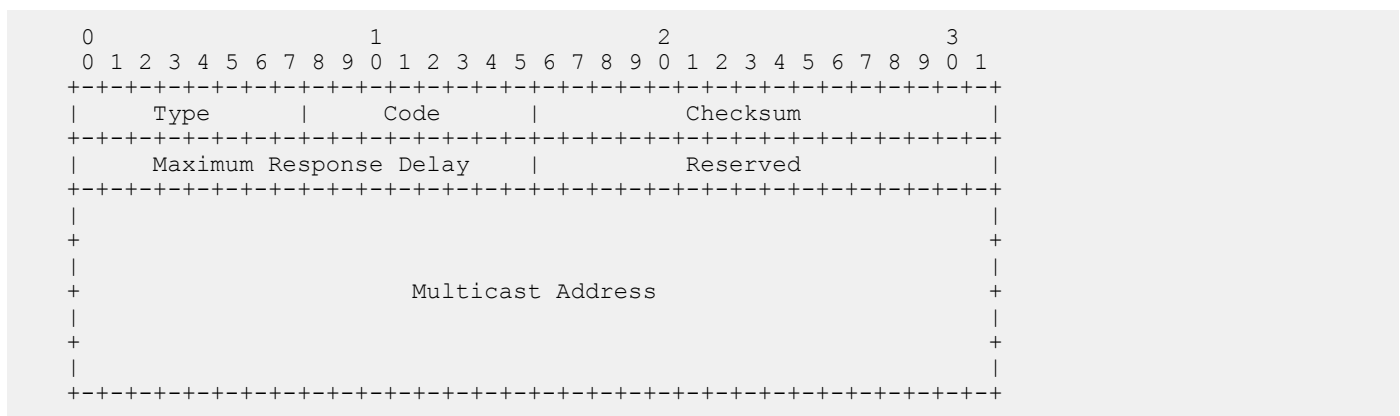 0                   1                   2                   3
 0 1 2 3 4 5 6 7 8 9 0 1 2 3 4 5 6 7 8 9 0 1 2 3 4 5 6 7 8 9 0 1
+-+-+-+-+-+-+-+-+-+-+-+-+-+-+-+-+-+-+-+-+-+-+-+-+-+-+-+-+-+-+-+-+
|     Type      |     Code      |          Checksum             |
+-+-+-+-+-+-+-+-+-+-+-+-+-+-+-+-+-+-+-+-+-+-+-+-+-+-+-+-+-+-+-+-+
|     Maximum Response Delay    |          Reserved             |
+-+-+-+-+-+-+-+-+-+-+-+-+-+-+-+-+-+-+-+-+-+-+-+-+-+-+-+-+-+-+-+-+
|                                                               |
+                                                               +
|                                                               |
+                       Multicast Address                       +
|                                                               |
+                                                               +
|                                                               |
+-+-+-+-+-+-+-+-+-+-+-+-+-+-+-+-+-+-+-+-+-+-+-+-+-+-+-+-+-+-+-+-+